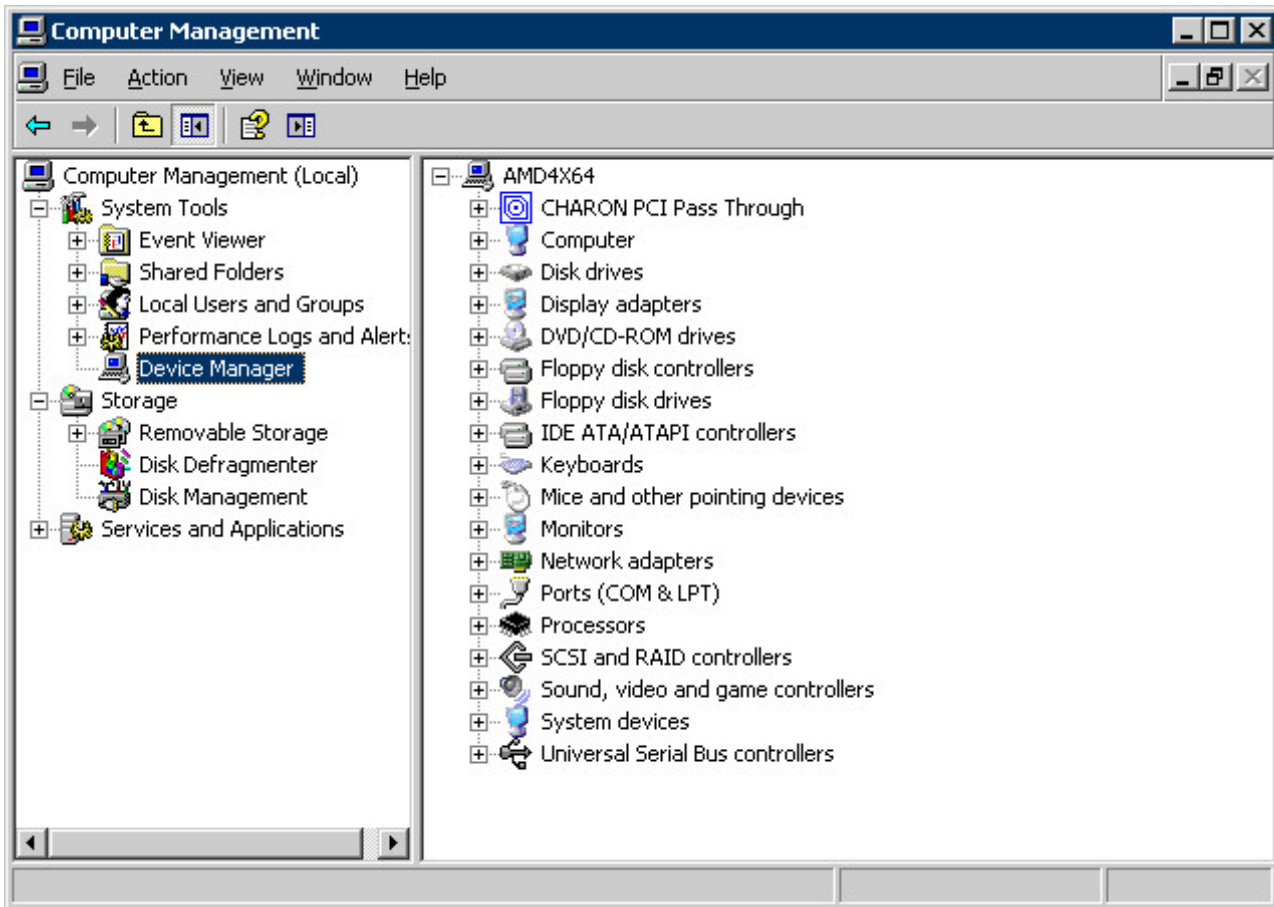 Computer Management
File Action View Window Help
Computer Management (Local)
System Tools
Event Viewer
Shared Folders
Local Users and Groups
Performance Logs and Alert:
Device Manager
Storage
Removable Storage
Disk Defragmenter
Disk Management
Services and Applications
AMD4X64
CHARON PCI Pass Through
Computer
Disk drives
Display adapters
DVD/CD-ROM drives
Floppy disk controllers
Floppy disk drives
IDE ATA/ATAPI controllers
Keyboards
Mice and other pointing devices
Monitors
Network adapters
Ports (COM & LPT)
Processors
SCSI and RAID controllers
Sound, video and game controllers
System devices
Universal Serial Bus controllers